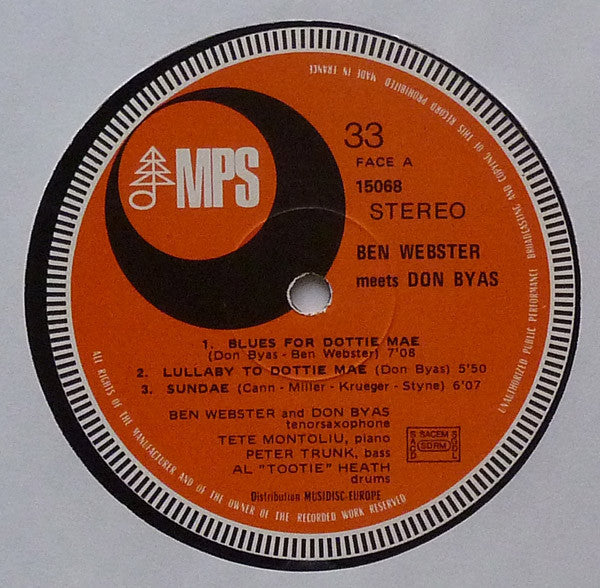 MPS
33
FACE A
15068
STEREO
BEN WEBSTER
meets DON BYAS
1. BLUES FOR DOTTIE MAE
(Don Byas - Ben Webster) 7'08
2. LULLABY TO DOTTIE MAE (Don Byas) 5'50
3. SUNDAE (Cann - Miller - Krueger - Styne) 6'07
BEN WEBSTER and DON BYAS
tenorsaxophone
TETE MONTOLIU, piano
PETER TRUNK, bass
AL "TOOTIE" HEATH
drums
SACEM
SACD
SDRM
SGDL
Distribution MUSIDISC-EUROPE
ALL RIGHTS OF THE MANUFACTURER AND OF THE OWNER OF THE RECORDED WORK RESERVED
UNAUTHORIZED PUBLIC PERFORMANCE BROADCASTING AND COPYING OF THIS RECORD PROHIBITED
MADE IN FRANCE